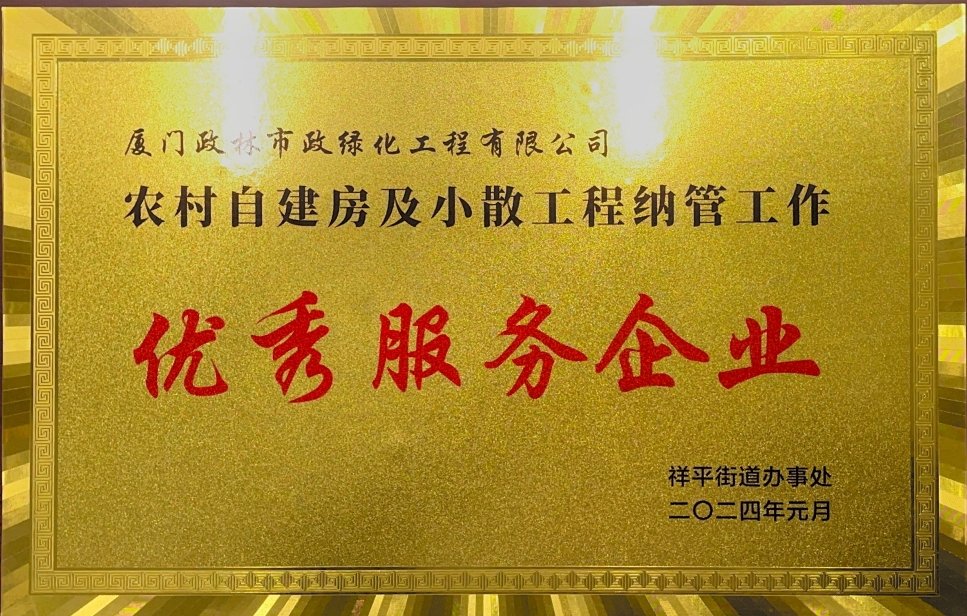 厦门政林市政绿化工程有限公司
农村自建房及小散工程纳管工作
优秀服务企业
祥平街道办事处
二〇二四年元月